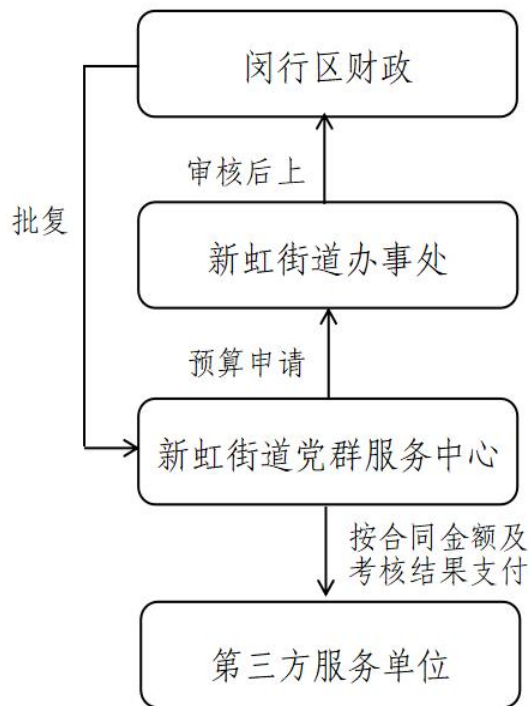 闵行区财政
审核后上
批复
新虹街道办事处
预算申请
新虹街道党群服务中心
按合同金额及
考核结果支付
第三方服务单位